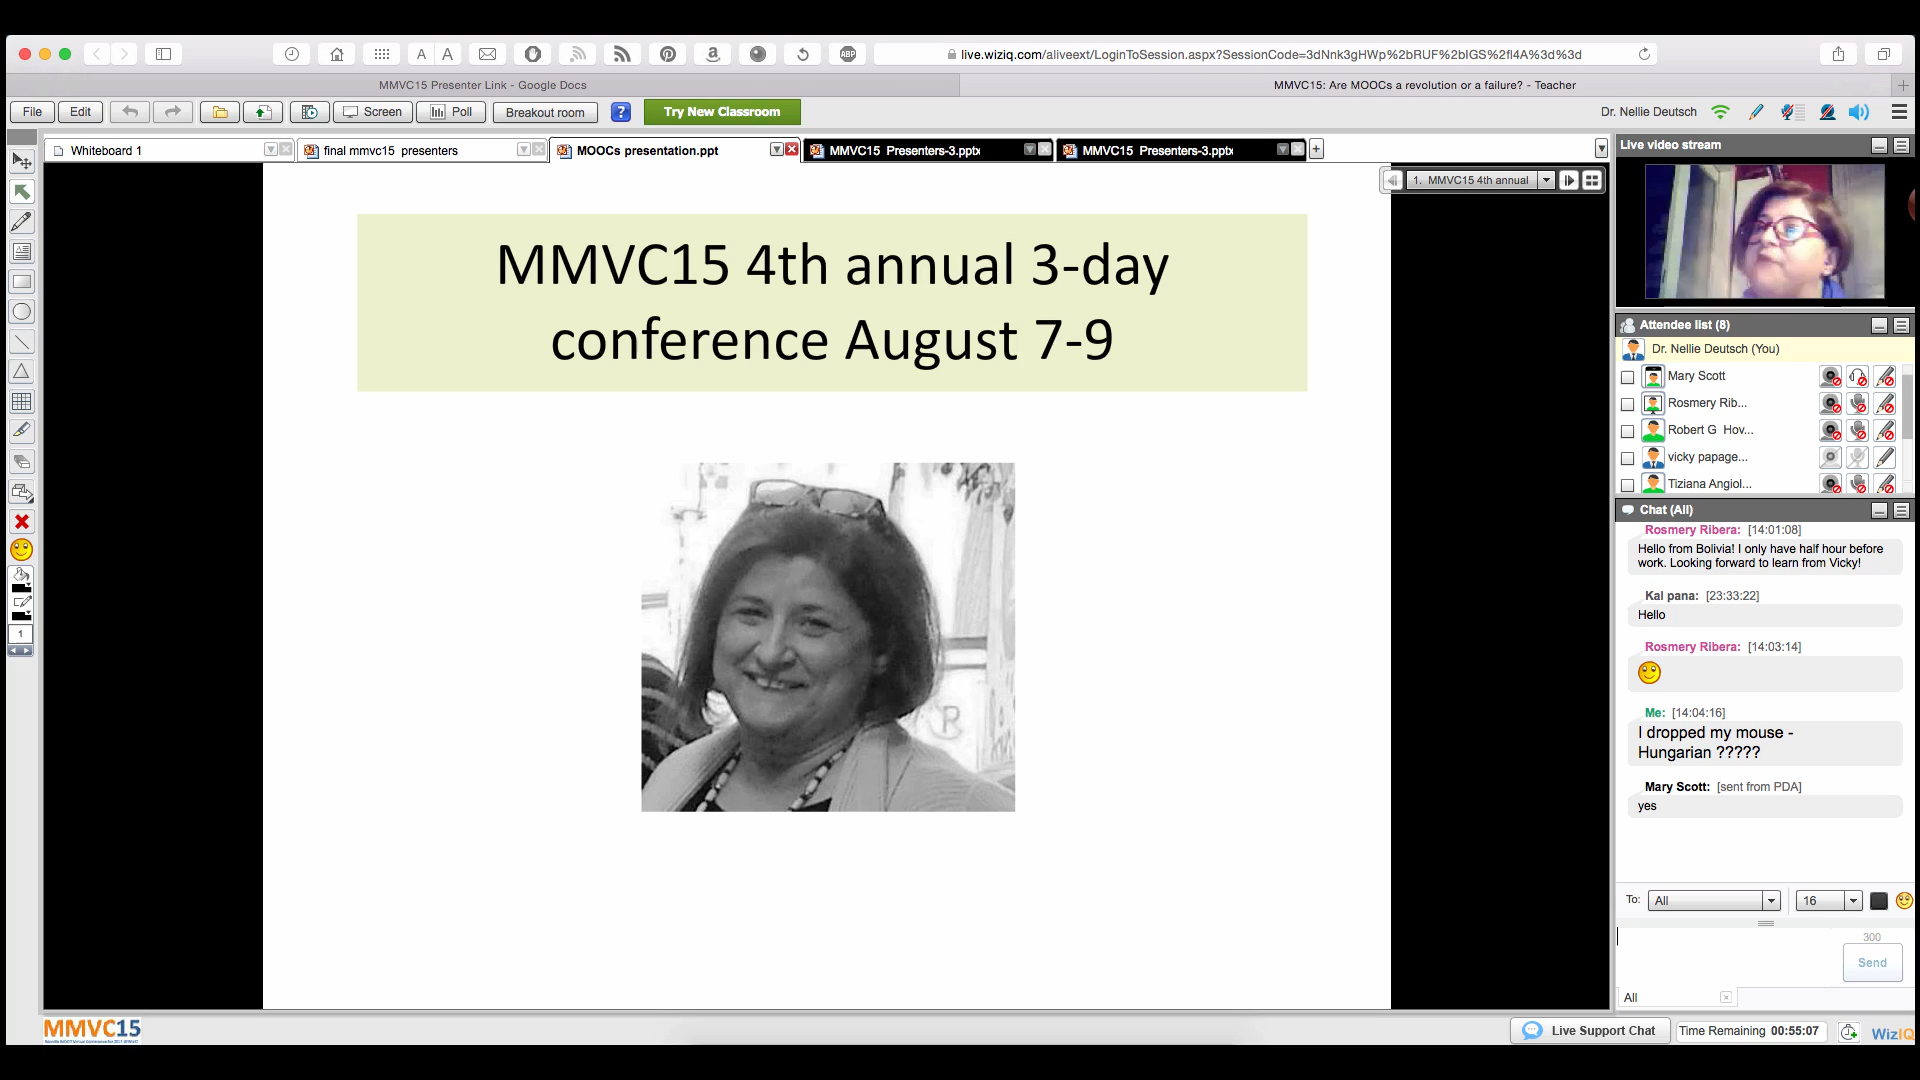 live.wiziq.com/aliveext/LoginToSession.aspx?SessionCode=3dNnk3gHWp%2bRUF%2bIGS%2fl4A%3d%3d
A A
ABP
MMVC15 Presenter Link - Google Docs
MMVC15: Are MOOCs a revolution or a failure? - Teacher
File
Edit
Screen
Poll
Breakout room
?
Try New Classroom
Dr. Nellie Deutsch
Whiteboard 1
final mmvc15 presenters
MOOCs presentation.ppt
MMVC15 Presenters-3.pptx
MMVC15 Presenters-3.pptx
1. MMVC15 4th annual
MMVC15 4th annual 3-day
conference August 7-9
1
Live video stream
Attendee list (8)
Dr. Nellie Deutsch (You)
Mary Scott
Rosmery Rib...
Robert G Hov...
vicky papage...
Tiziana Angiol...
Chat (All)
Rosmery Ribera: [14:01:08]
Hello from Bolivia! I only have half hour before
work. Looking forward to learn from Vicky!
Kal pana: [23:33:22]
Hello
Rosmery Ribera: [14:03:14]
Me: [14:04:16]
I dropped my mouse -
Hungarian ?????
Mary Scott: [sent from PDA]
yes
To: All 16
300
Send
All
MMVC15
Live Support Chat
Time Remaining 00:55:07
WizIQ